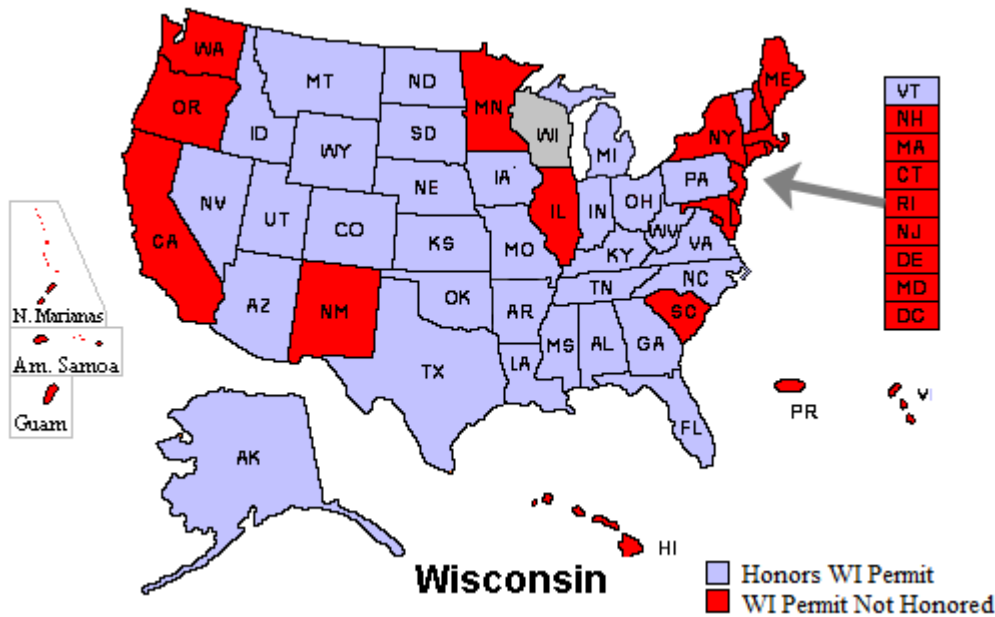 WA
MT
ND
MN
ME
OR
ID
SD
WI
NY
VT
NH
MA
CT
RI
NJ
DE
MD
DC
WY
MI
IA
NE
PA
NV
UT
CO
IL
IN
OH
WV
VA
CA
KS
MO
KY
NC
TN
AZ
NM
OK
AR
SC
MS
AL
GA
TX
LA
FL
N. Marianas
Am. Samoa
Guam
PR
VI
AK
HI
Wisconsin
Honors WI Permit
WI Permit Not Honored